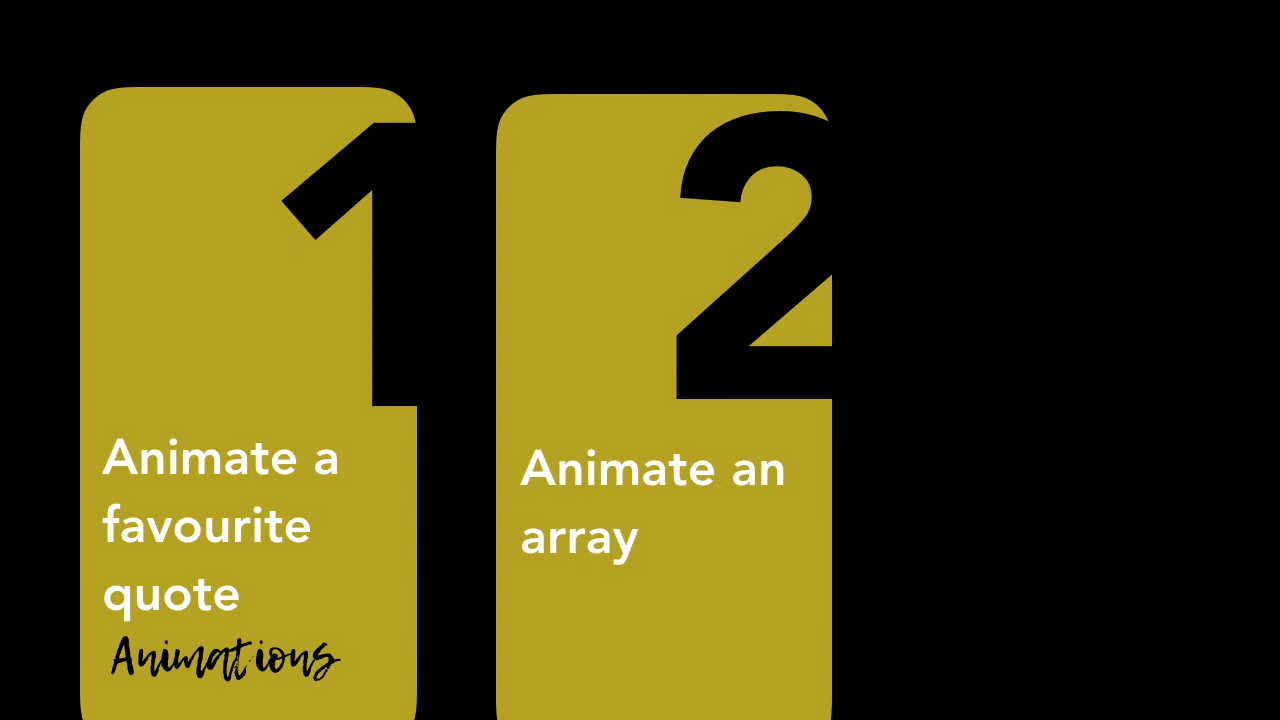 1
Animate a
favourite
quote
Animations
2
Animate an
array